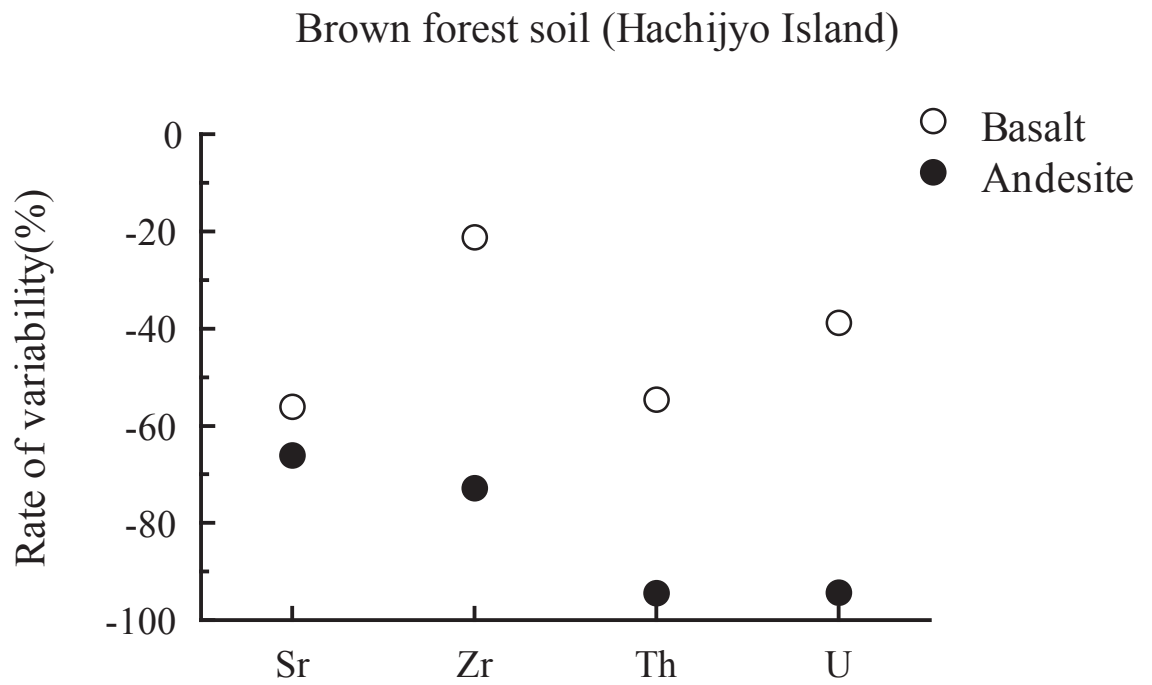 Brown forest soil (Hachijyo Island)
Basalt
Andesite
Rate of variability(%)
0
-20
-40
-60
-80
-100
Sr
Zr
Th
U